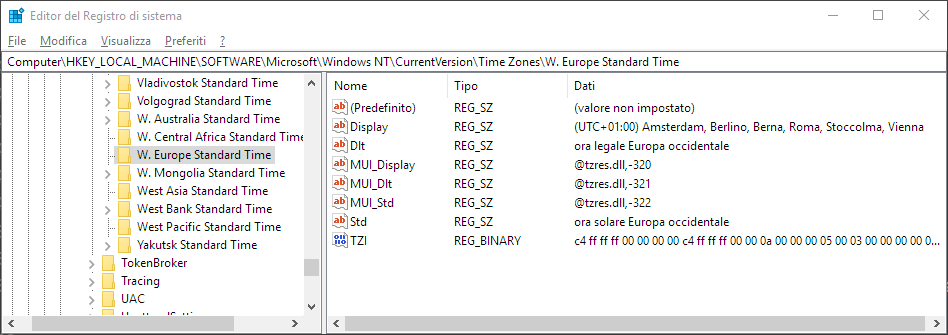 Editor del Registro di sistema
File Modifica Visualizza Preferiti ?
Computer\HKEY_LOCAL_MACHINE\SOFTWARE\Microsoft\Windows NT\CurrentVersion\Time Zones\W. Europe Standard Time
Vladivostok Standard Time
Volgograd Standard Time
W. Australia Standard Time
W. Central Africa Standard Time
W. Europe Standard Time
W. Mongolia Standard Time
West Asia Standard Time
West Bank Standard Time
West Pacific Standard Time
Yakutsk Standard Time
TokenBroker
Tracing
UAC
Nome Tipo Dati
(Predefinito) REG_SZ (valore non impostato)
Display REG_SZ (UTC+01:00) Amsterdam, Berlino, Berna, Roma, Stoccolma, Vienna
Dlt REG_SZ ora legale Europa occidentale
MUI_Display REG_SZ @tzres.dll,-320
MUI_Dlt REG_SZ @tzres.dll,-321
MUI_Std REG_SZ @tzres.dll,-322
Std REG_SZ ora solare Europa occidentale
TZI REG_BINARY c4 ff ff ff 00 00 00 00 c4 ff ff ff 00 00 0a 00 00 00 05 00 03 00 00 00 00 0...